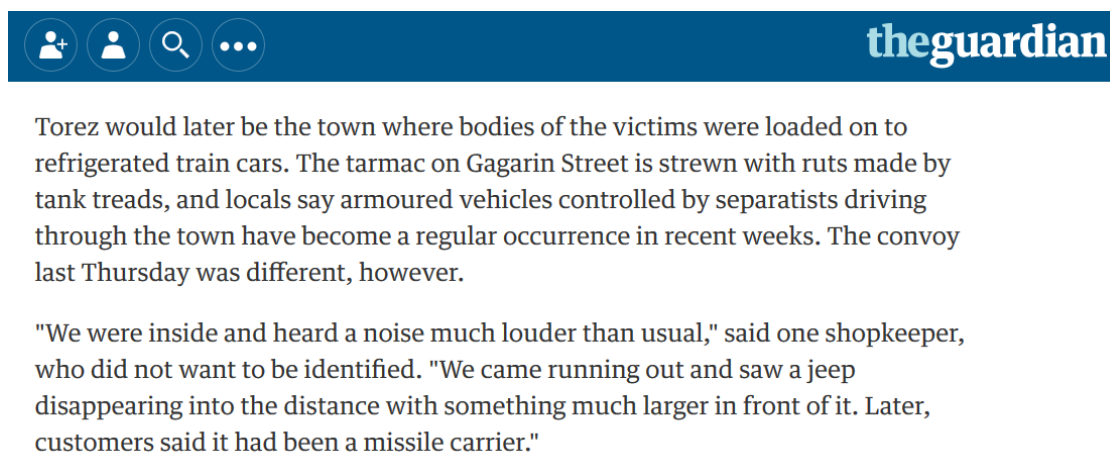 theguardian
Torez would later be the town where bodies of the victims were loaded on to
refrigerated train cars. The tarmac on Gagarin Street is strewn with ruts made by
tank treads, and locals say armoured vehicles controlled by separatists driving
through the town have become a regular occurrence in recent weeks. The convoy
last Thursday was different, however.
"We were inside and heard a noise much louder than usual," said one shopkeeper,
who did not want to be identified. "We came running out and saw a jeep
disappearing into the distance with something much larger in front of it. Later,
customers said it had been a missile carrier."